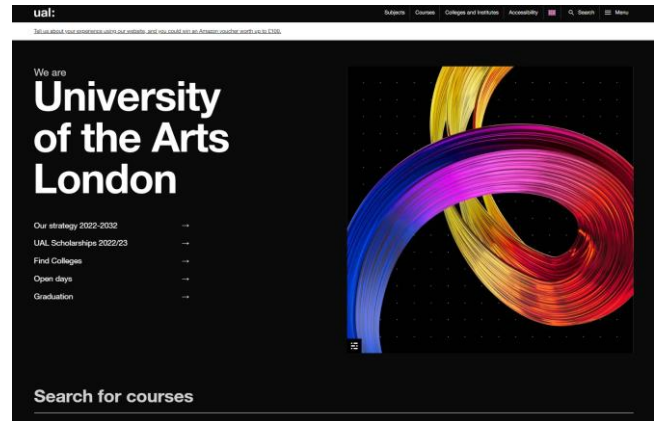 ual:
Subjects Courses Colleges and Institutes Accessibility Search Menu
Tell us about your experience using our website, and you could win an Amazon voucher worth up to £100.
We are
University
of the Arts
London
Our strategy 2022-2032 →
UAL Scholarships 2022/23 →
Find Colleges →
Open days →
Graduation →
Search for courses